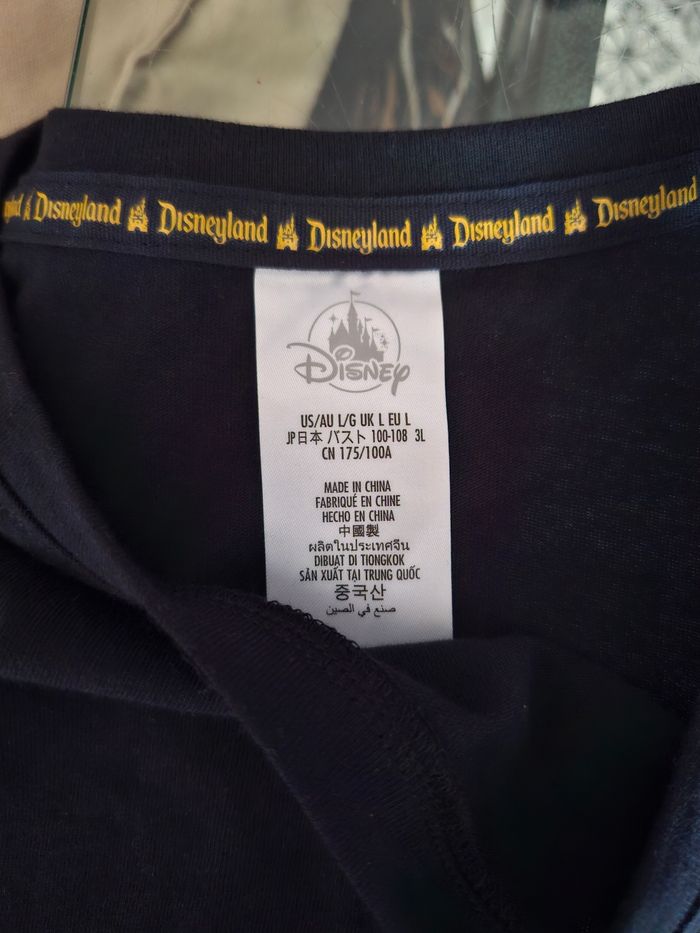 Disneyland Disneyland Disneyland Disneyland Disneyland
Disney
US/AU L/G UK L EU L
JP日本 バスト 100-108 3L
CN 175/100A
MADE IN CHINA
FABRIQUÉ EN CHINE
HECHO EN CHINA
中國製
ผลิตในประเทศจีน
DIBUAT DI TIONGKOK
SẢN XUẤT TẠI TRUNG QUỐC
중국산
صنع في الصين